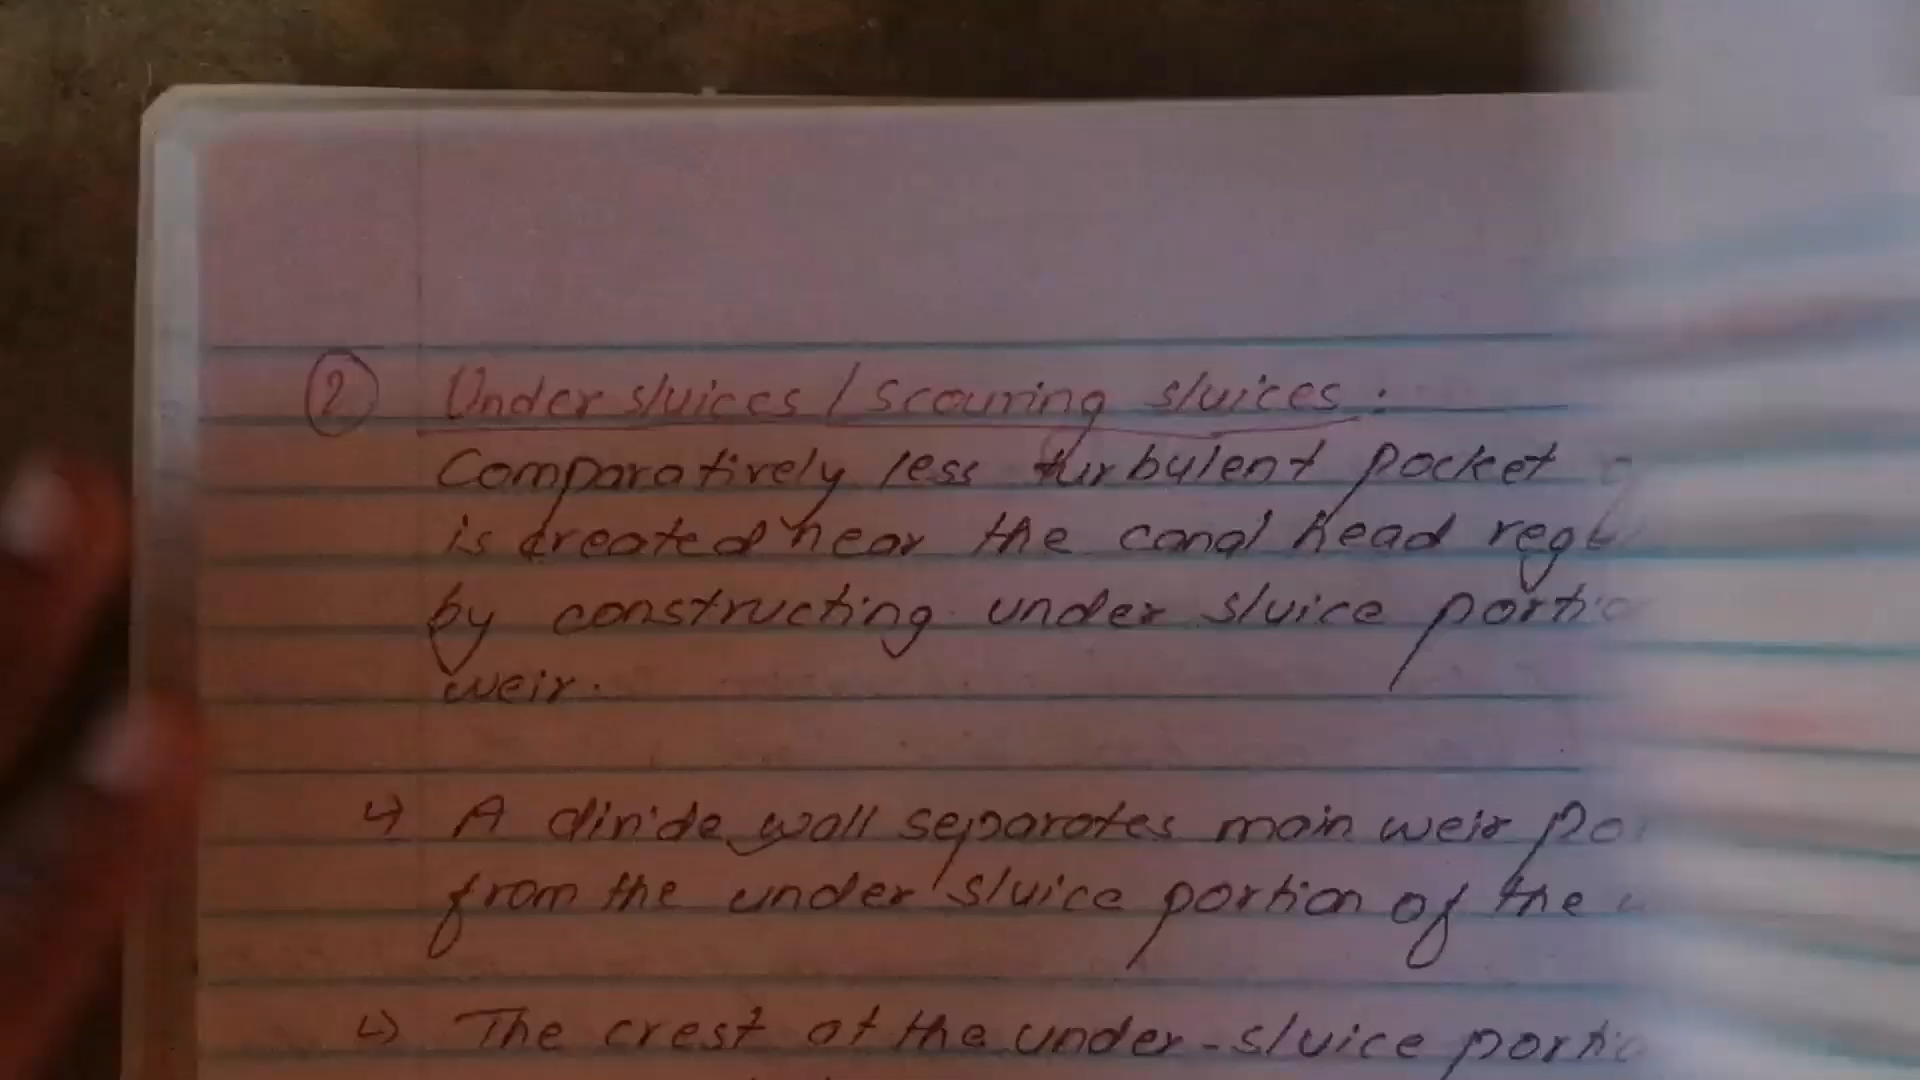 2 Under sluices / Scouring sluices :
Comparatively less turbulent pocket
is created near the canal head
by constructing under sluice
weir.
↳ A divide wall separates main weir
from the under sluice portion of the
↳ The crest of the under-sluice